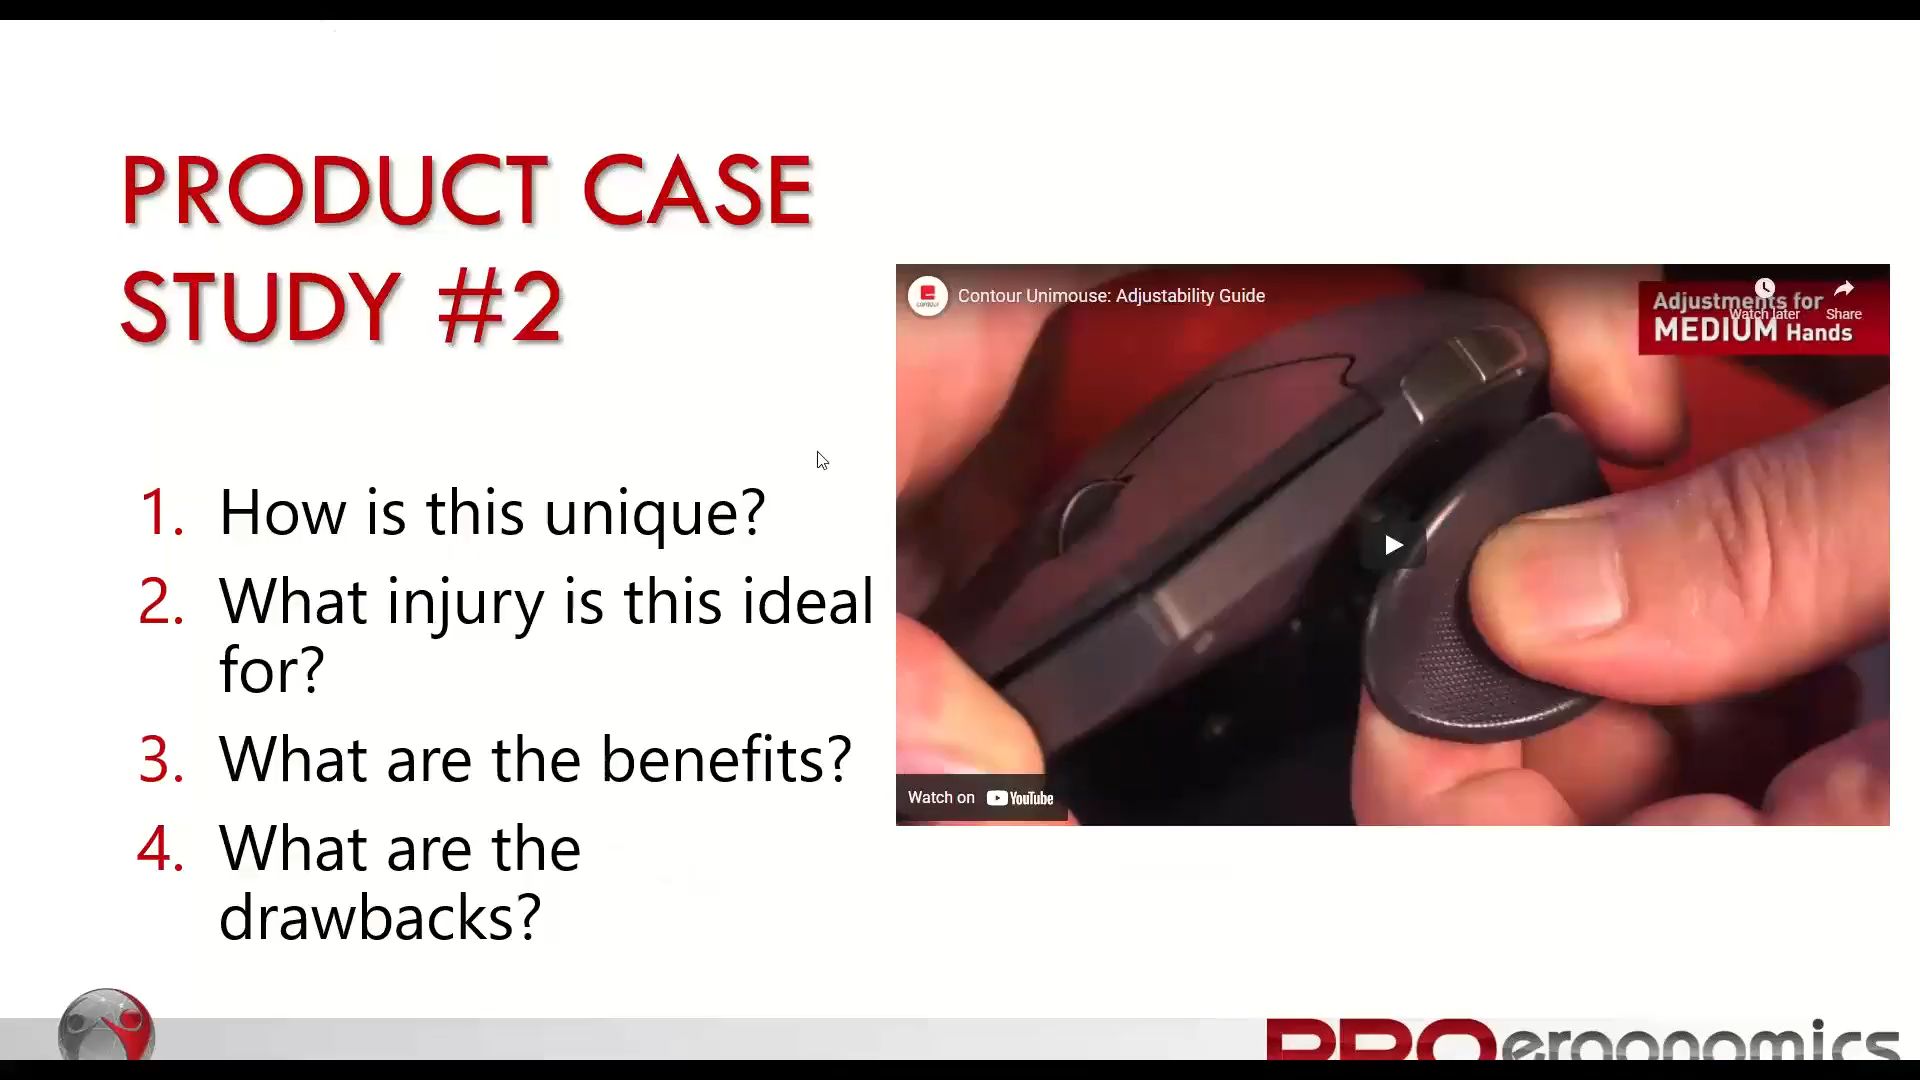 PRODUCT CASE
STUDY #2
1. How is this unique?
2. What injury is this ideal
for?
3. What are the benefits?
4. What are the
drawbacks?
Contour Unimouse: Adjustability Guide
Adjustments for
MEDIUM Hands
Watch later
Share
Watch on YouTube
PROergonomics